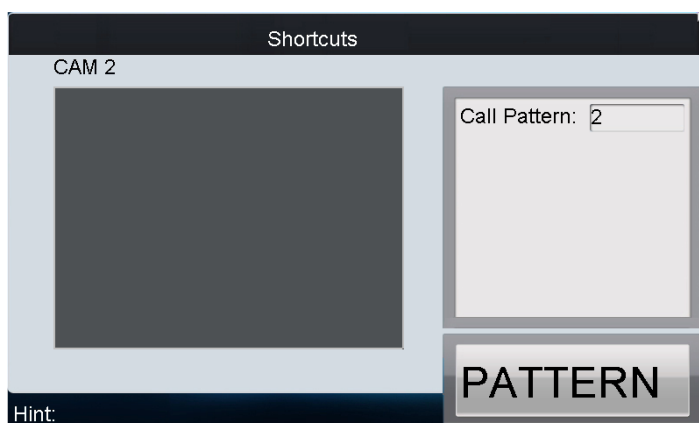 Shortcuts
CAM 2
Call Pattern: 2
PATTERN
Hint: